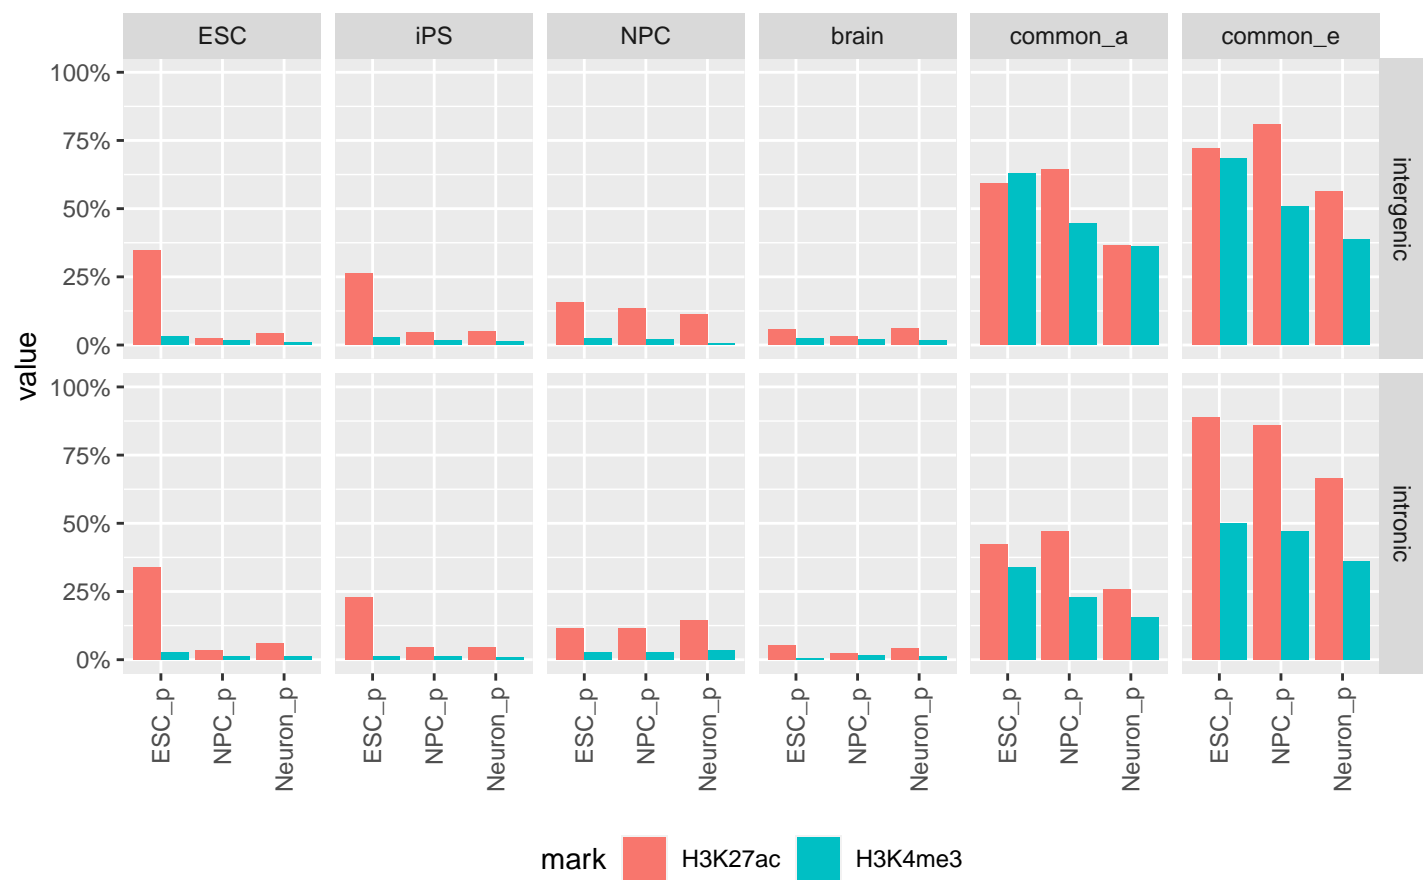 ESC iPS NPC brain common_a common_e
100%
75%
50%
25%
0%
intergenic
value
100%
75%
50%
25%
0%
intronic
ESC_p NPC_p Neuron_p ESC_p NPC_p Neuron_p ESC_p NPC_p Neuron_p ESC_p NPC_p Neuron_p ESC_p NPC_p Neuron_p ESC_p NPC_p Neuron_p
mark H3K27ac H3K4me3